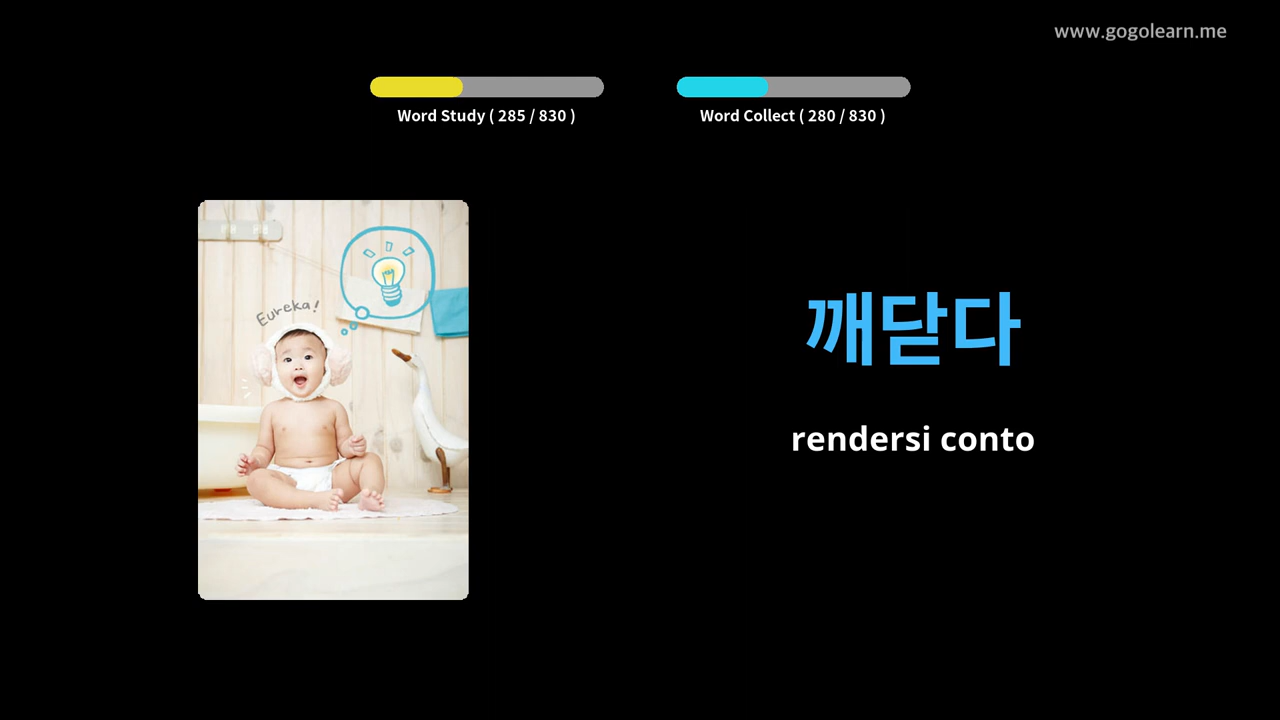 www.gogolearn.me
Word Study ( 285 / 830 )
Word Collect ( 280 / 830 )
Eureka!
깨닫다
rendersi conto